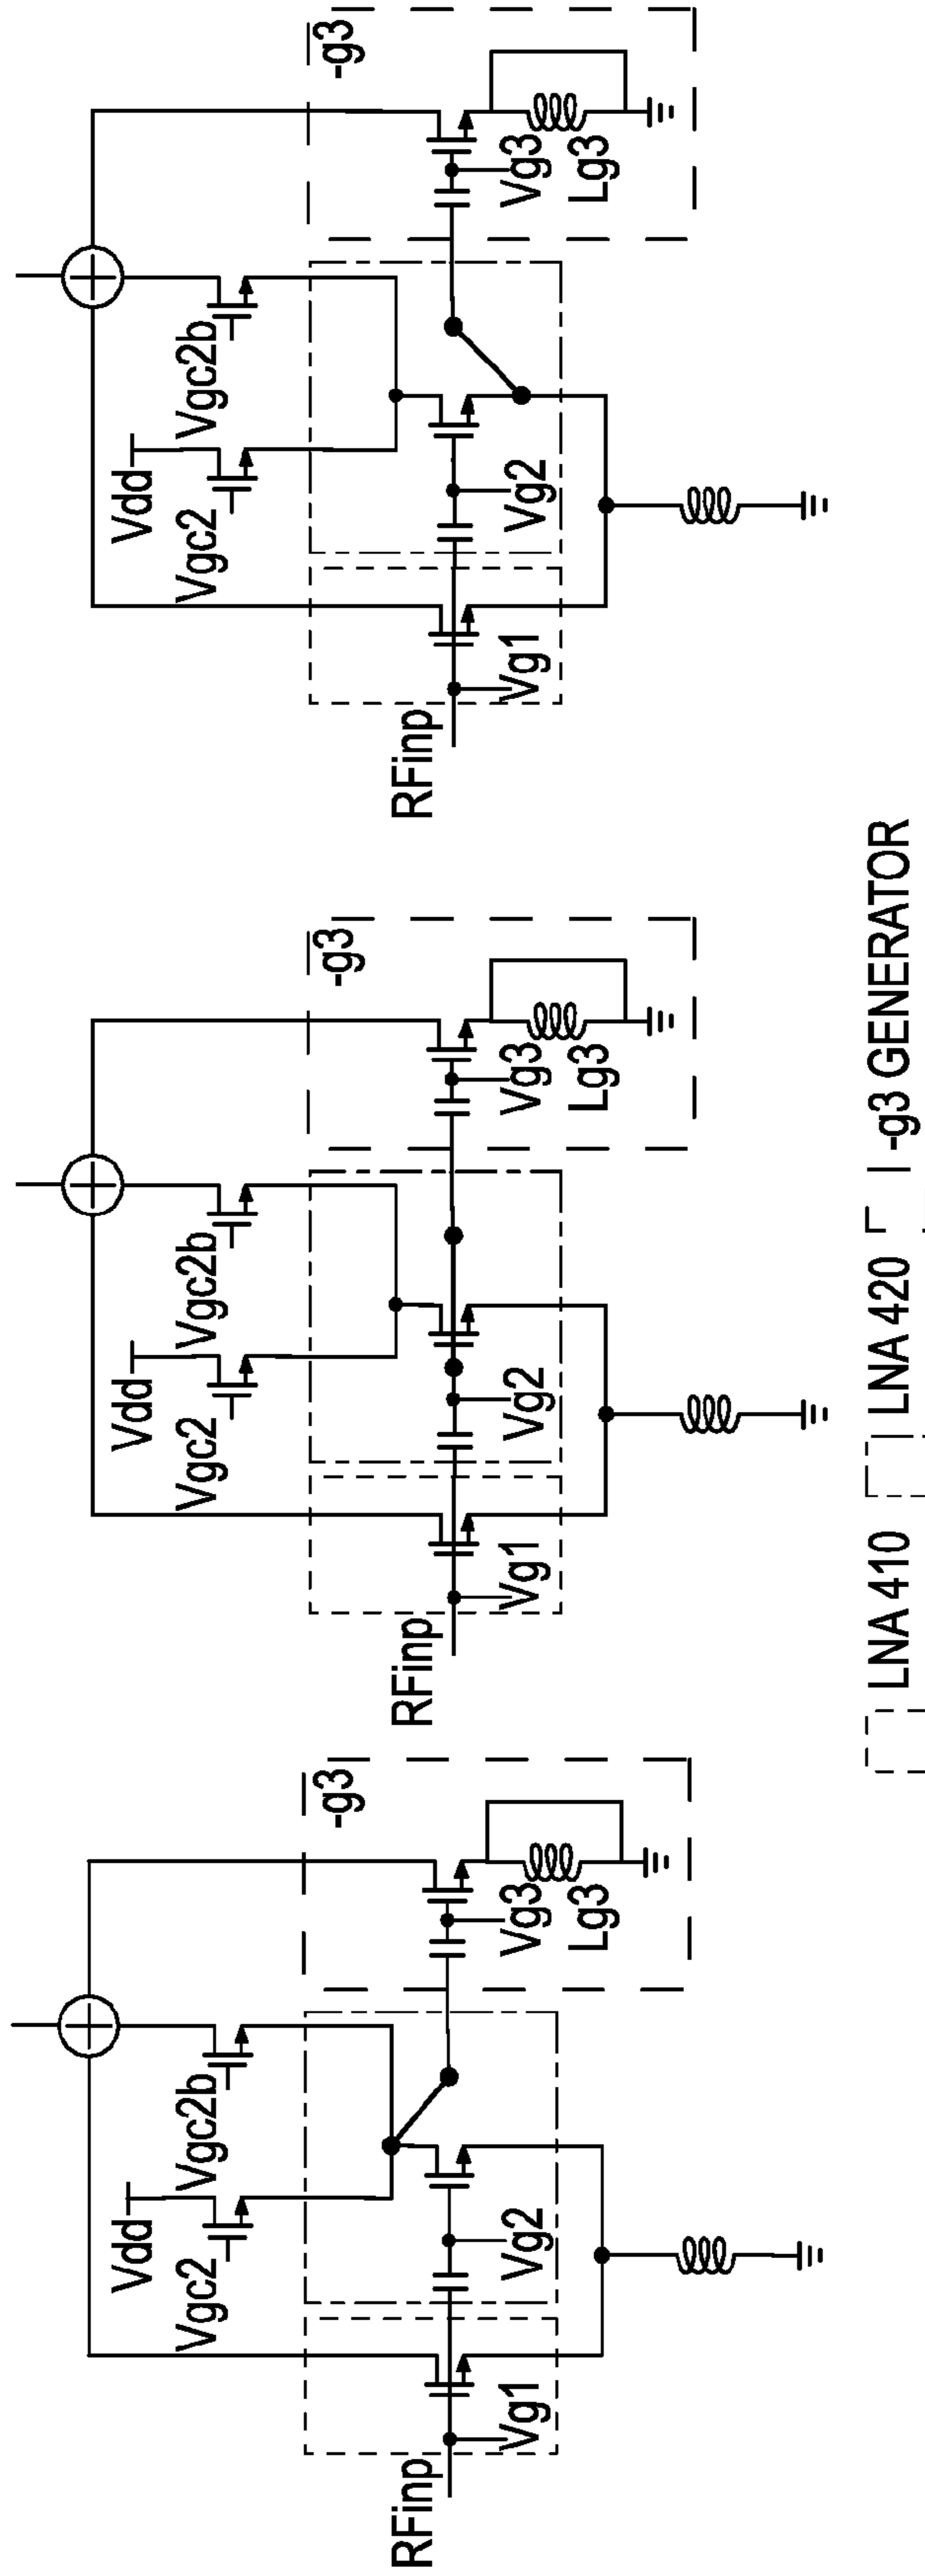 Vdd
Vgc2
Vgc2b
-g3
RFinp
Vg1
Vg2
Vg3
Lg3
Vdd
Vgc2
Vgc2b
-g3
RFinp
Vg1
Vg2
Vg3
Lg3
Vdd
Vgc2
Vgc2b
-g3
RFinp
Vg1
Vg2
Vg3
Lg3
LNA 410 LNA 420 -g3 GENERATOR